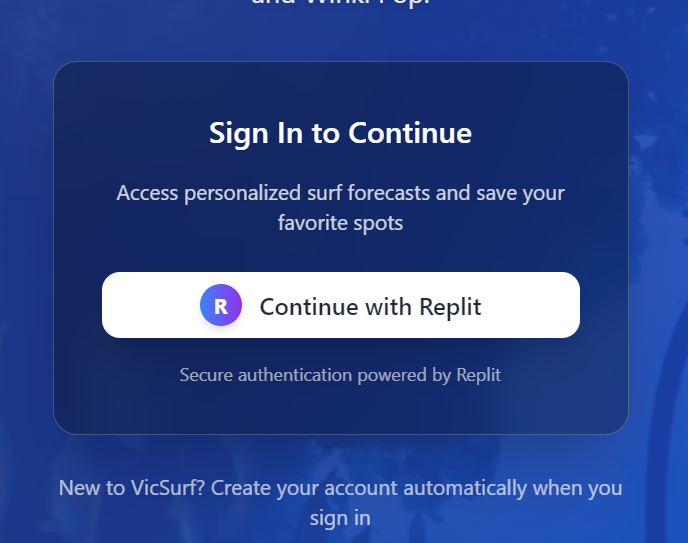 Sign In to Continue
Access personalized surf forecasts and save your
favorite spots
R Continue with Replit
Secure authentication powered by Replit
New to VicSurf? Create your account automatically when you
sign in